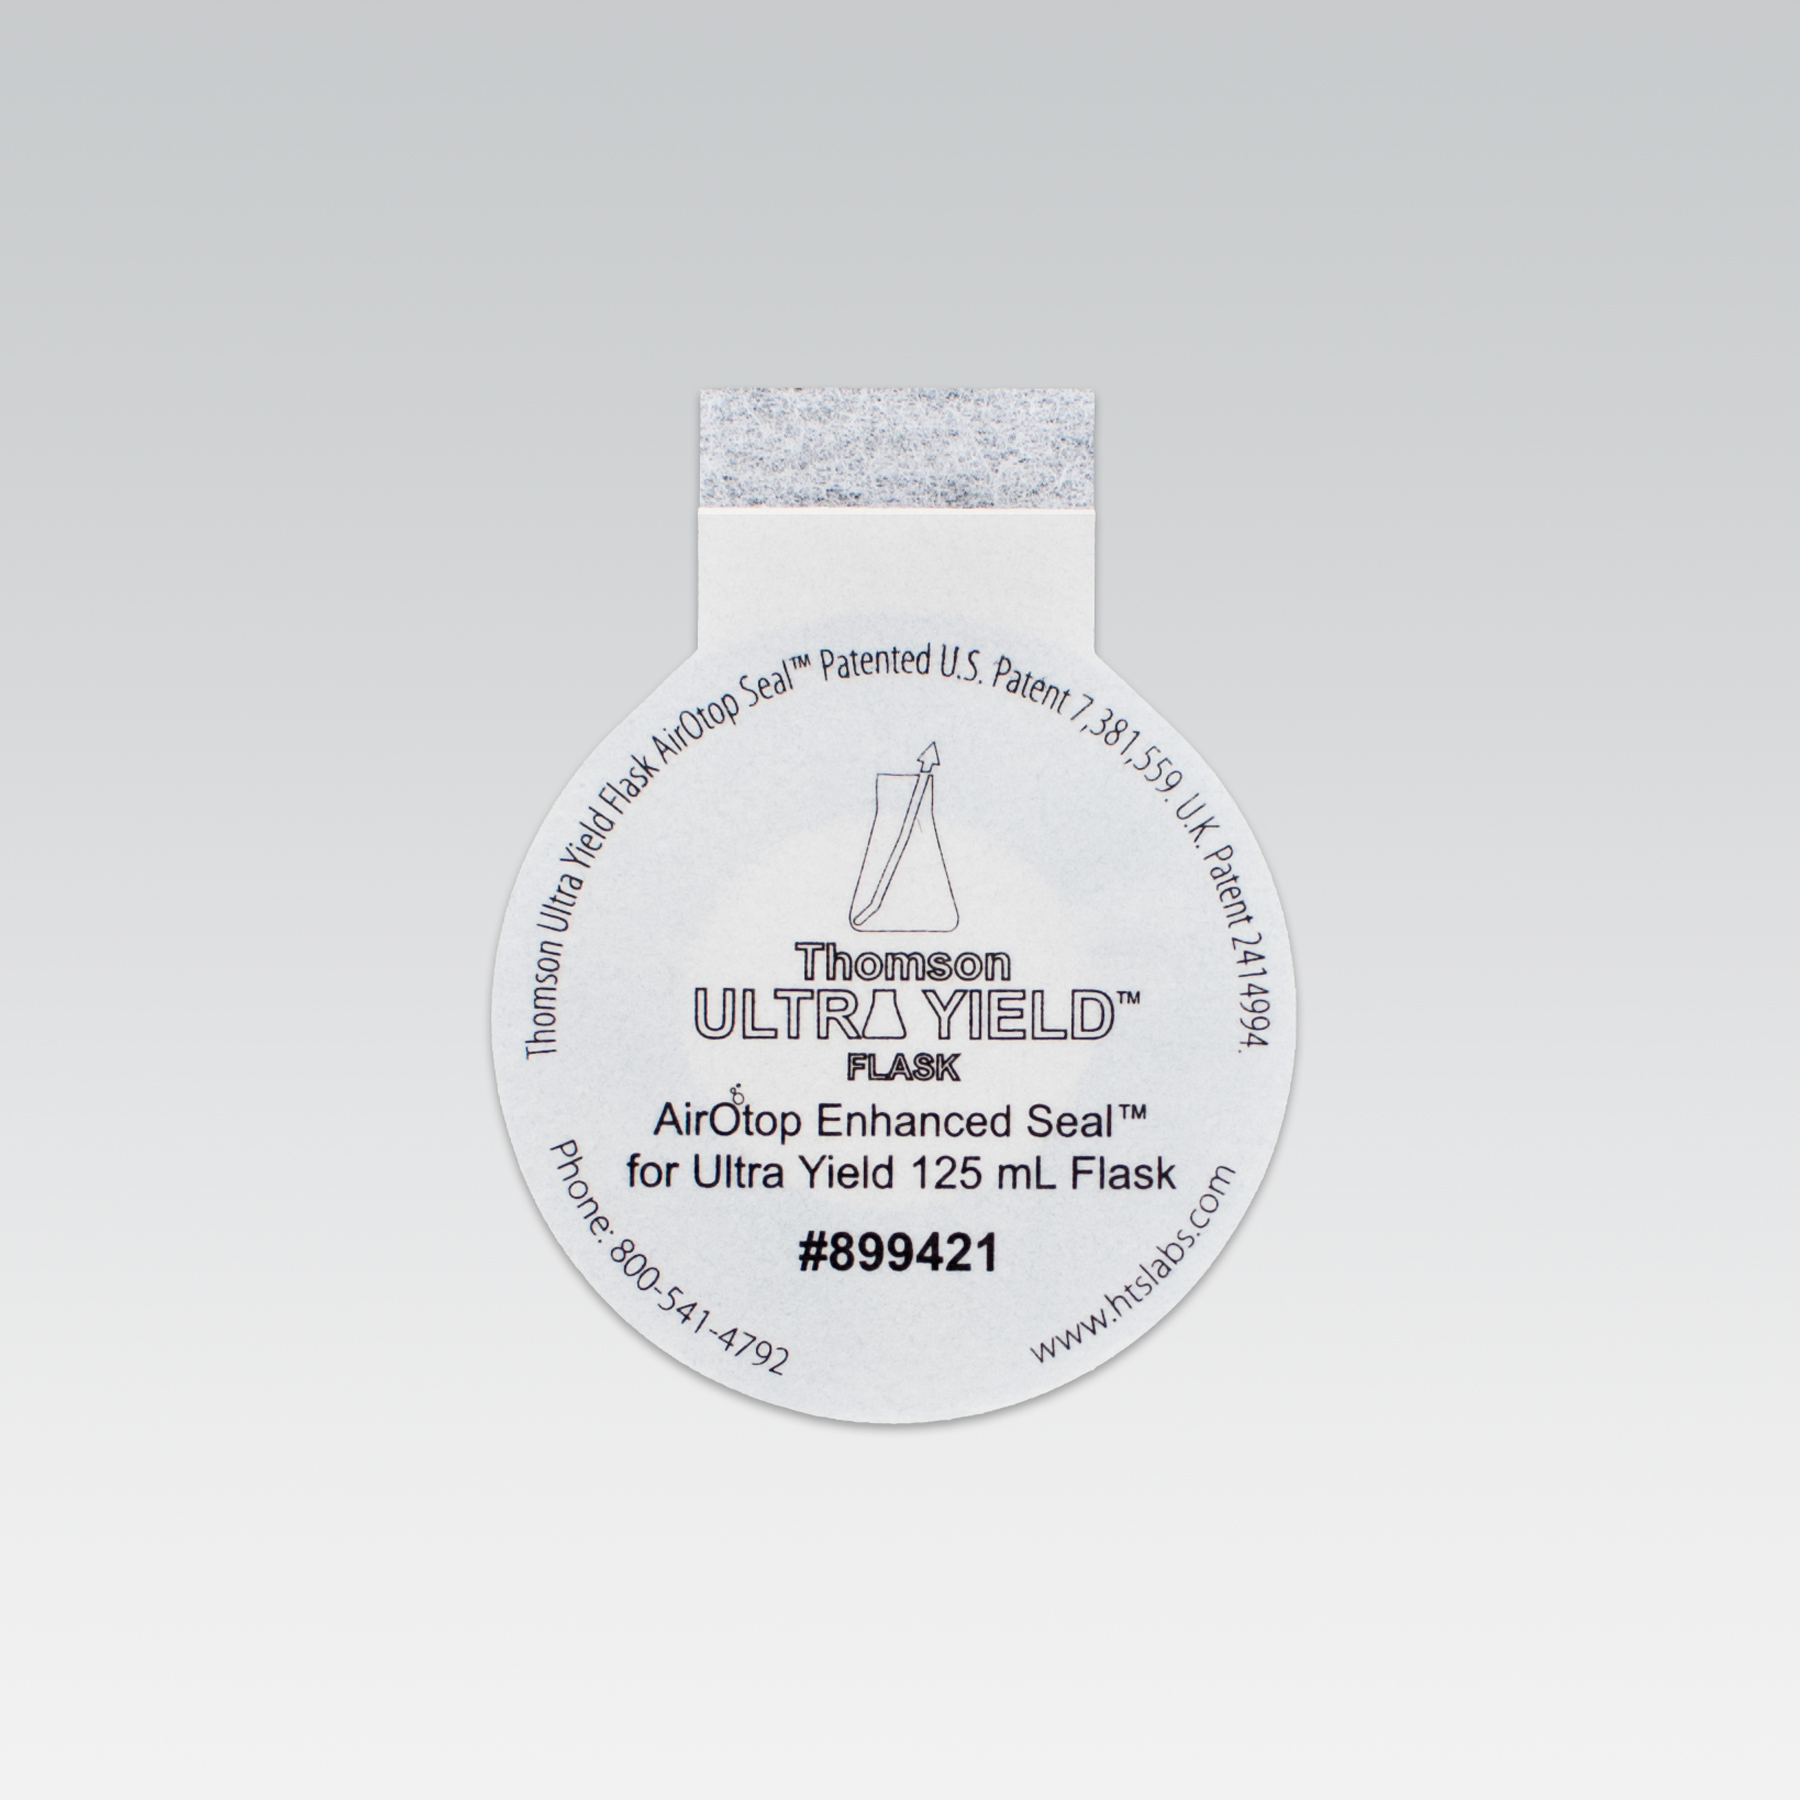 Thomson Ultra Yield Flask AirOtop Seal™ Patented U.S. Patent 7,381,559. U.K. Patent 2414994.
Thomson
ULTRA YIELD™
FLASK
AirOtop Enhanced Seal™
for Ultra Yield 125 mL Flask
#899421
Phone: 800-541-4792
www.htslabs.com